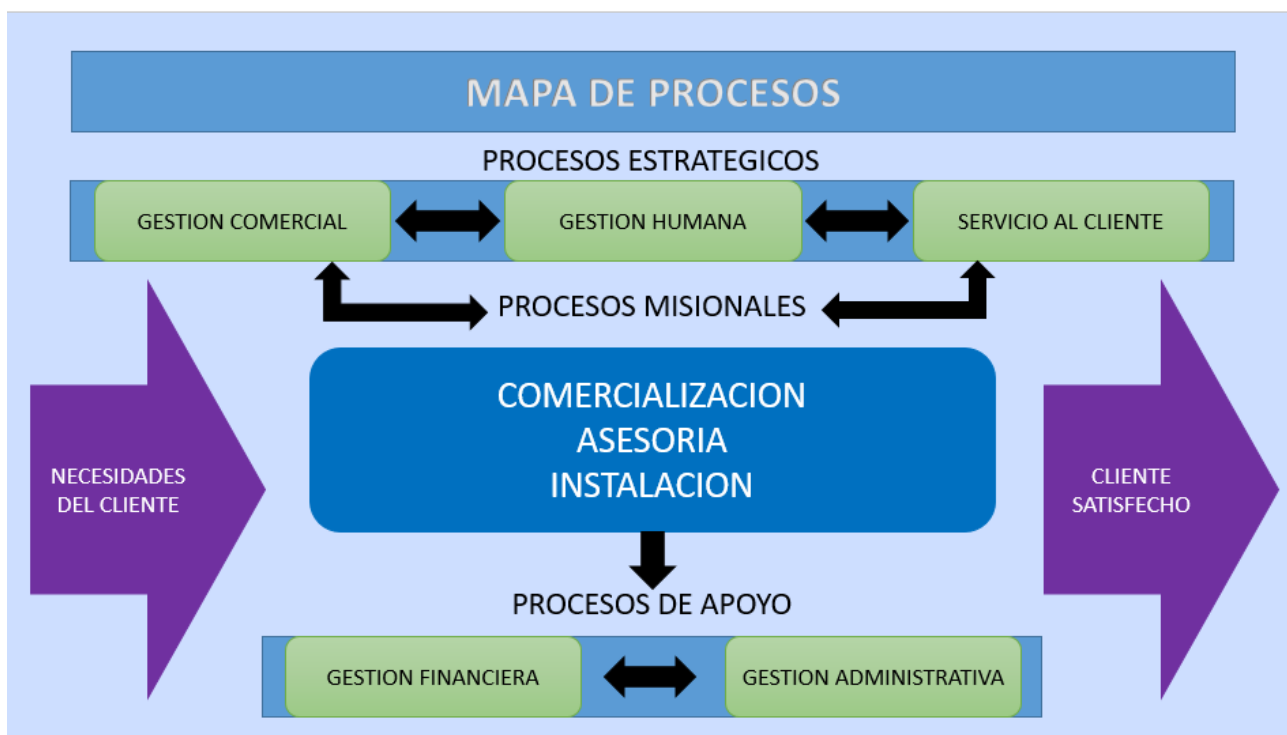 MAPA DE PROCESOS
PROCESOS ESTRATEGICOS
GESTION COMERCIAL
GESTION HUMANA
SERVICIO AL CLIENTE
PROCESOS MISIONALES
COMERCIALIZACION
ASESORIA
INSTALACION
NECESIDADES
DEL CLIENTE
CLIENTE
SATISFECHO
PROCESOS DE APOYO
GESTION FINANCIERA
GESTION ADMINISTRATIVA